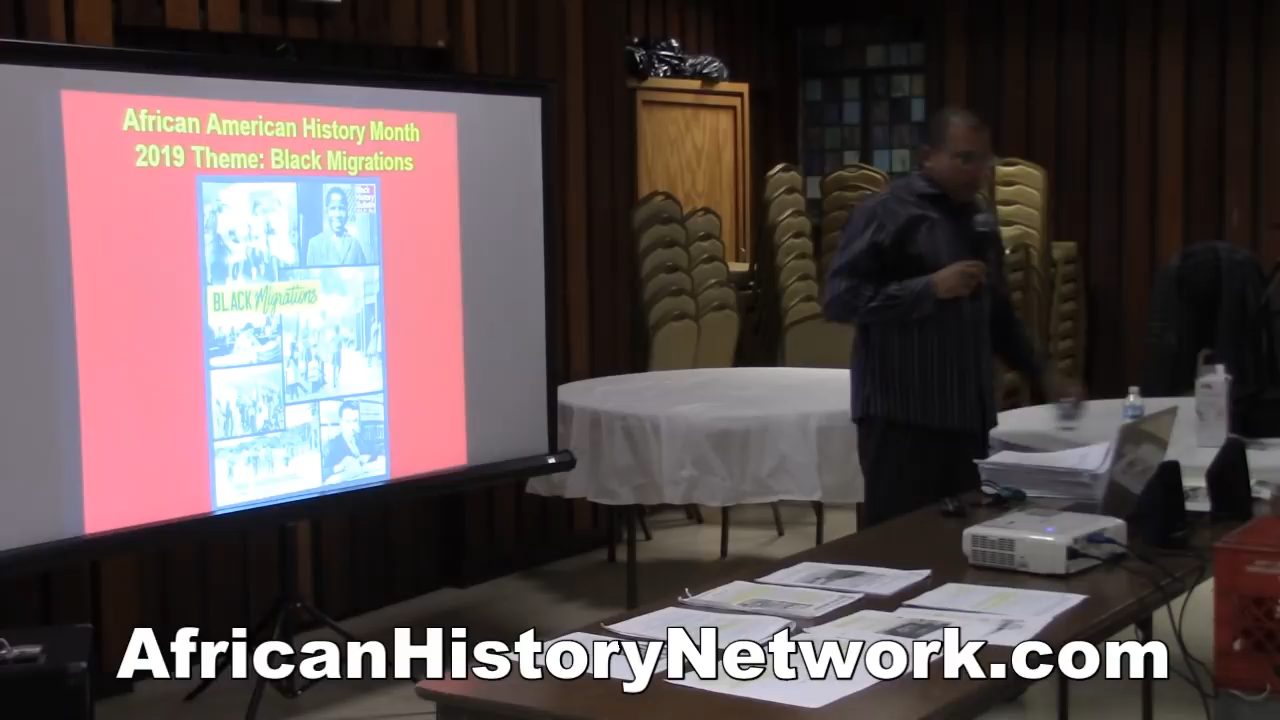 African American History Month
2019 Theme: Black Migrations
BLACK Migrations
AfricanHistoryNetwork.com